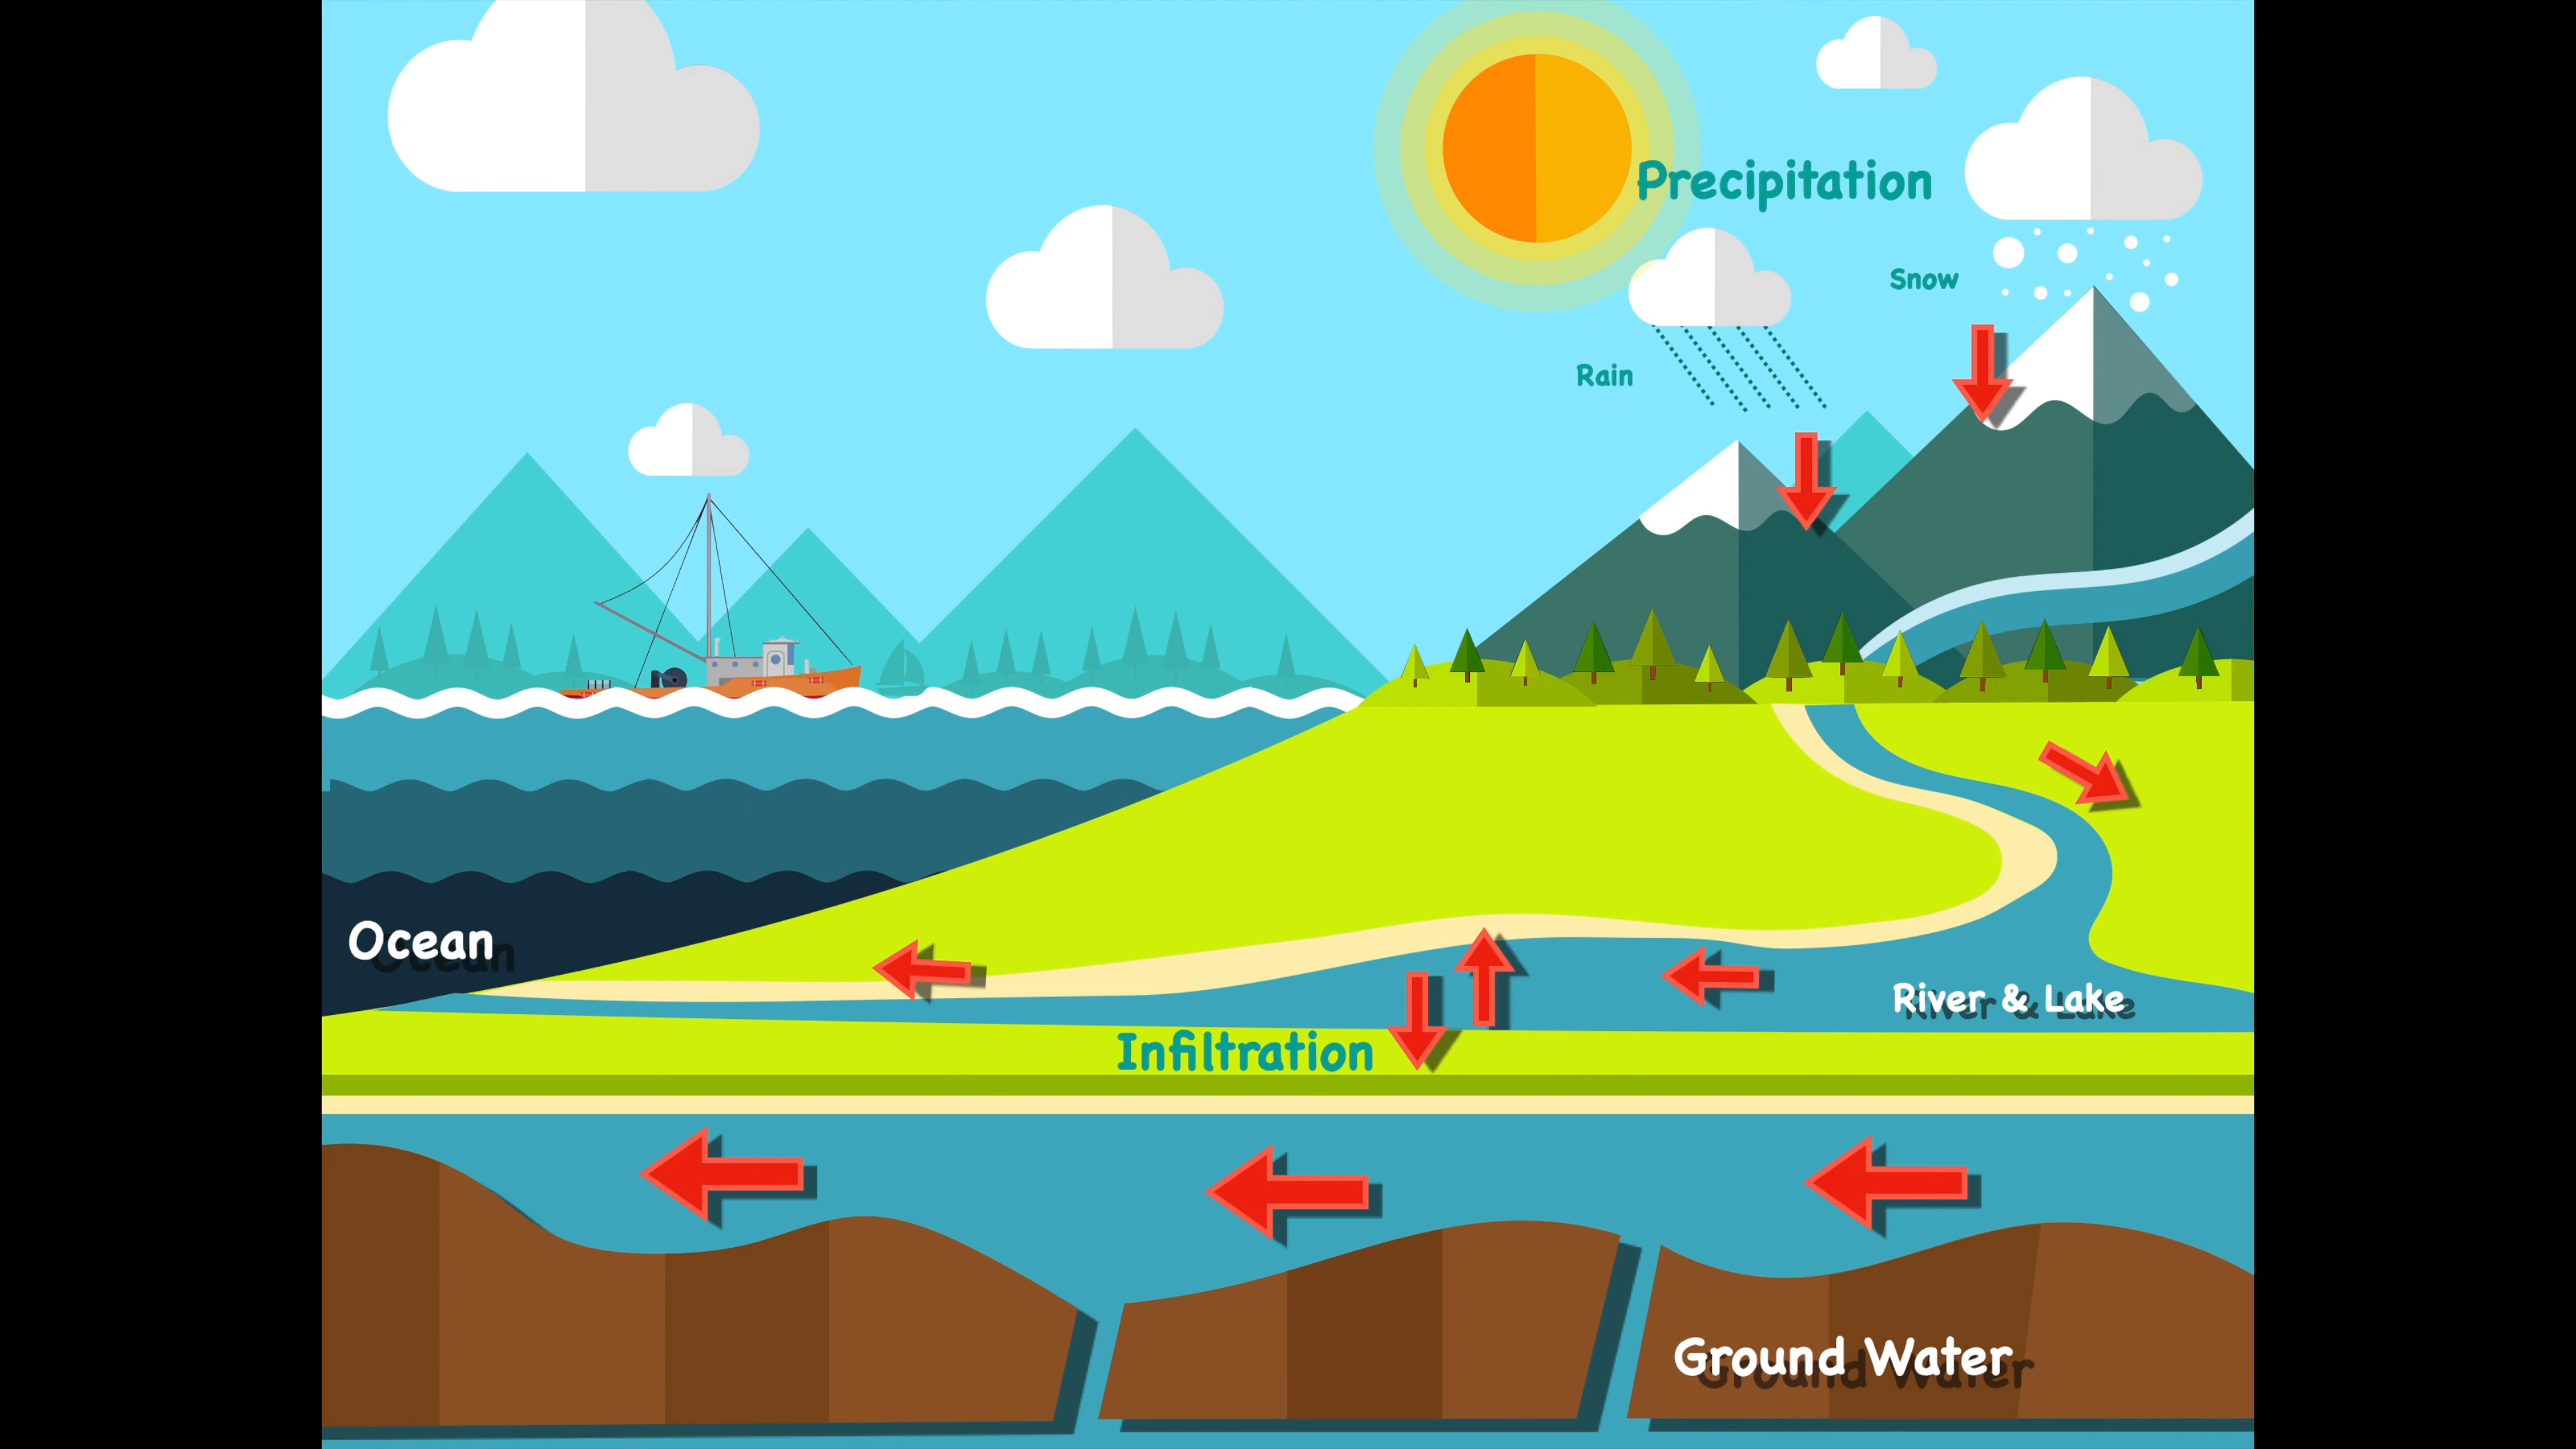 Precipitation
Snow
Rain
Ocean
River & Lake
Infiltration
Ground Water